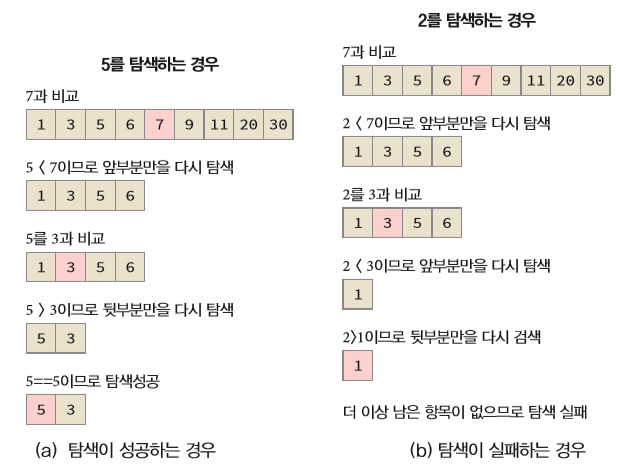 5를 탐색하는 경우
7과 비교
1 3 5 6 7 9 11 20 30
5 < 7이므로 앞부분만을 다시 탐색
1 3 5 6
5를 3과 비교
1 3 5 6
5 > 3이므로 뒷부분만을 다시 탐색
5 3
5==5이므로 탐색성공
5 3
(a) 탐색이 성공하는 경우
2를 탐색하는 경우
7과 비교
1 3 5 6 7 9 11 20 30
2 < 7이므로 앞부분만을 다시 탐색
1 3 5 6
2를 3과 비교
1 3 5 6
2 < 3이므로 앞부분만을 다시 탐색
1
2>1이므로 뒷부분만을 다시 검색
1
더 이상 남은 항목이 없으므로 탐색 실패
(b) 탐색이 실패하는 경우